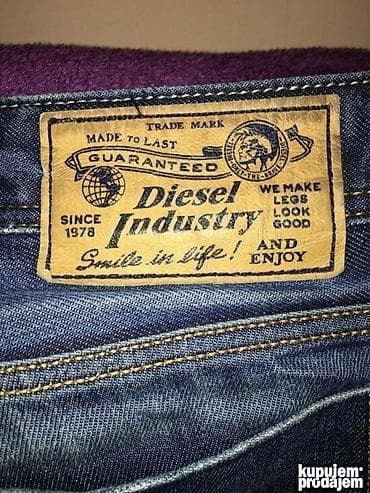 TRADE MARK
MADE TO LAST
GUARANTEED
Diesel
Industry
SINCE
1978
WE MAKE
LEGS
LOOK
GOOD
AND
ENJOY
Smile in life!
kupujem
prodajem